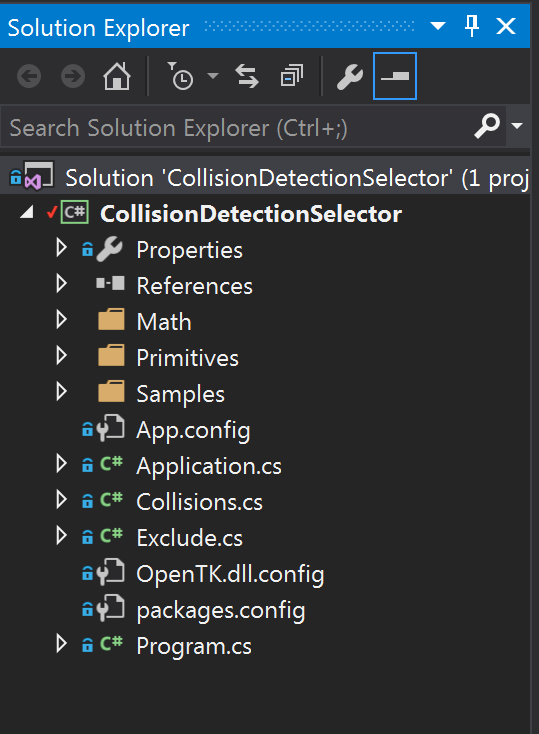 Solution Explorer
Search Solution Explorer (Ctrl+;)
Solution 'CollisionDetectionSelector' (1 proj
C# CollisionDetectionSelector
Properties
References
Math
Primitives
Samples
App.config
C# Application.cs
C# Collisions.cs
C# Exclude.cs
OpenTK.dll.config
packages.config
C# Program.cs